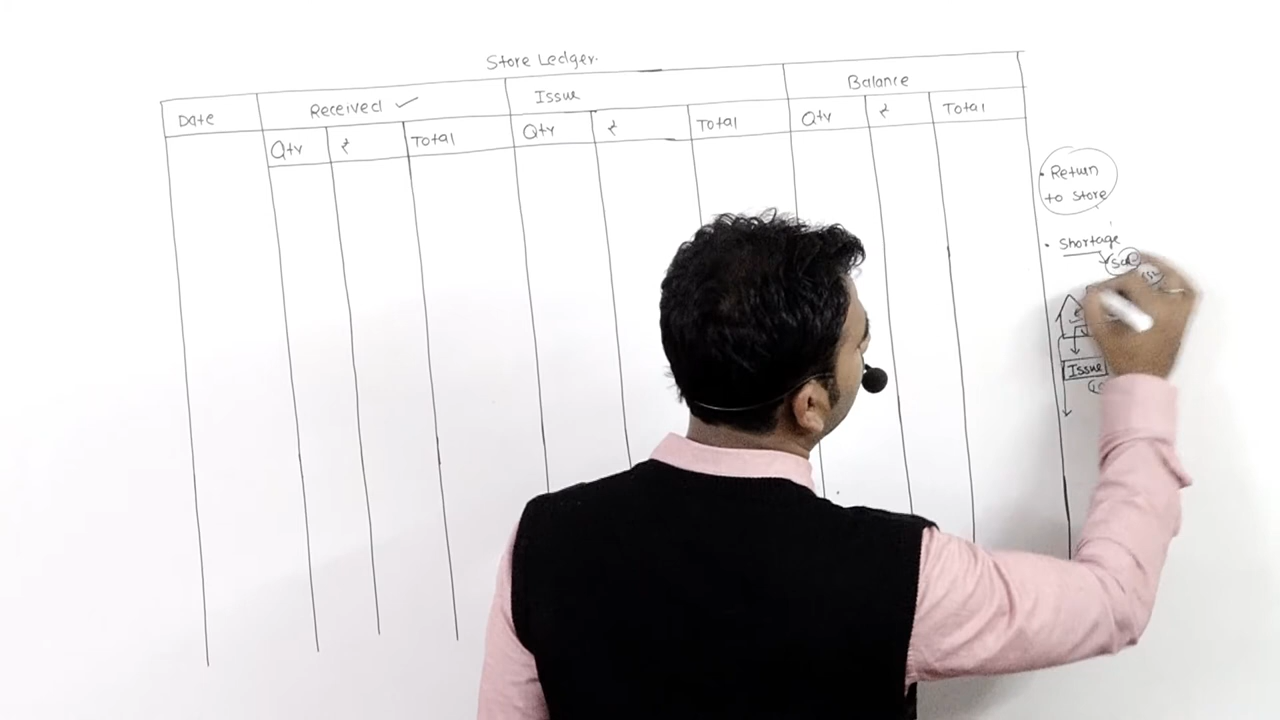 Store Ledger.
Date
Received ✓
Issue
Balance
Qty ₹ Total
Qty ₹ Total
Qty ₹ Total
• Return
to Store
• Shortage
Issue